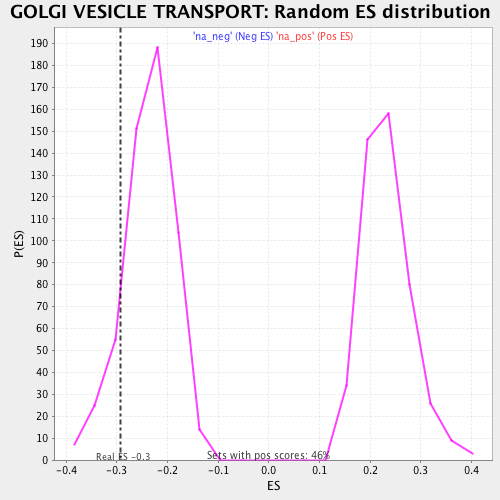 GOLGI VESICLE TRANSPORT: Random ES distribution
'na_neg' (Neg ES) 'na_pos' (Pos ES)
190
180
170
160
150
140
130
120
110
100
90
80
70
60
50
40
30
20
10
0
P(ES)
Real ES -0.3
Sets with pos scores: 46%
-0.4 -0.3 -0.2 -0.1 0.0 0.1 0.2 0.3 0.4
ES